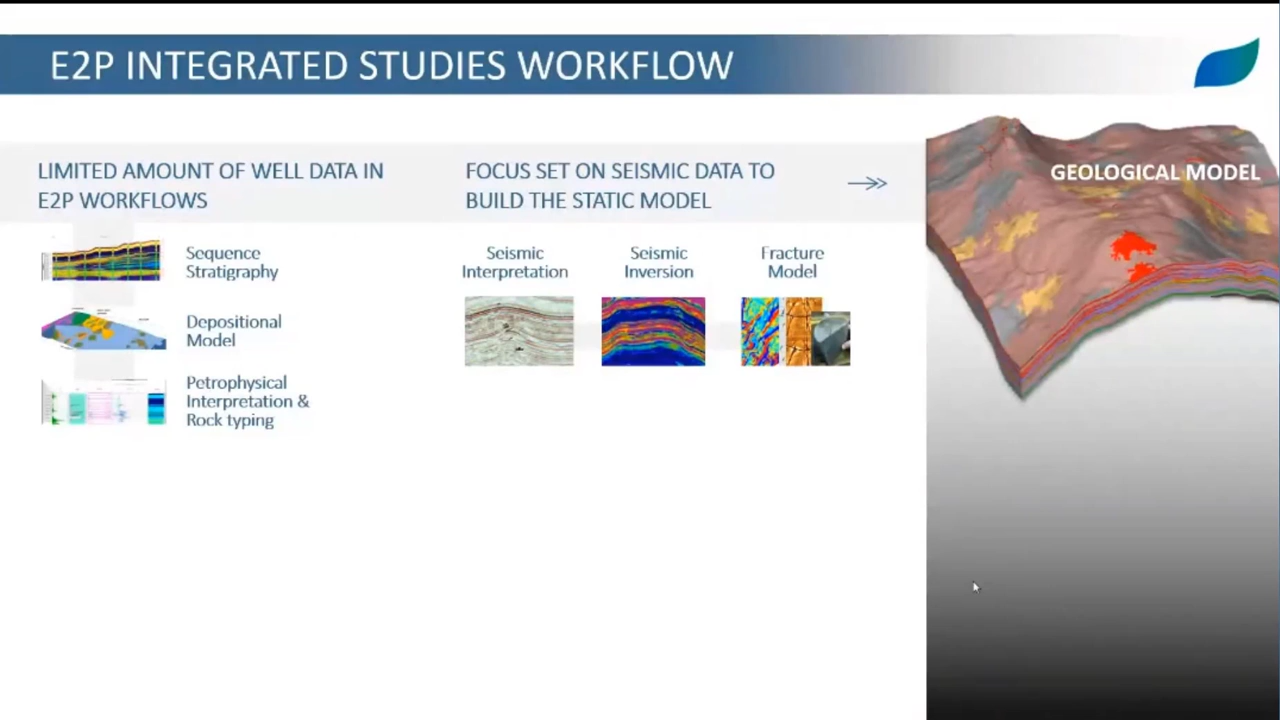 E2P INTEGRATED STUDIES WORKFLOW
LIMITED AMOUNT OF WELL DATA IN
E2P WORKFLOWS
Sequence
Stratigraphy
Depositional
Model
Petrophysical
Interpretation &
Rock typing
FOCUS SET ON SEISMIC DATA TO
BUILD THE STATIC MODEL
Seismic
Interpretation
Seismic
Inversion
Fracture
Model
GEOLOGICAL MODEL